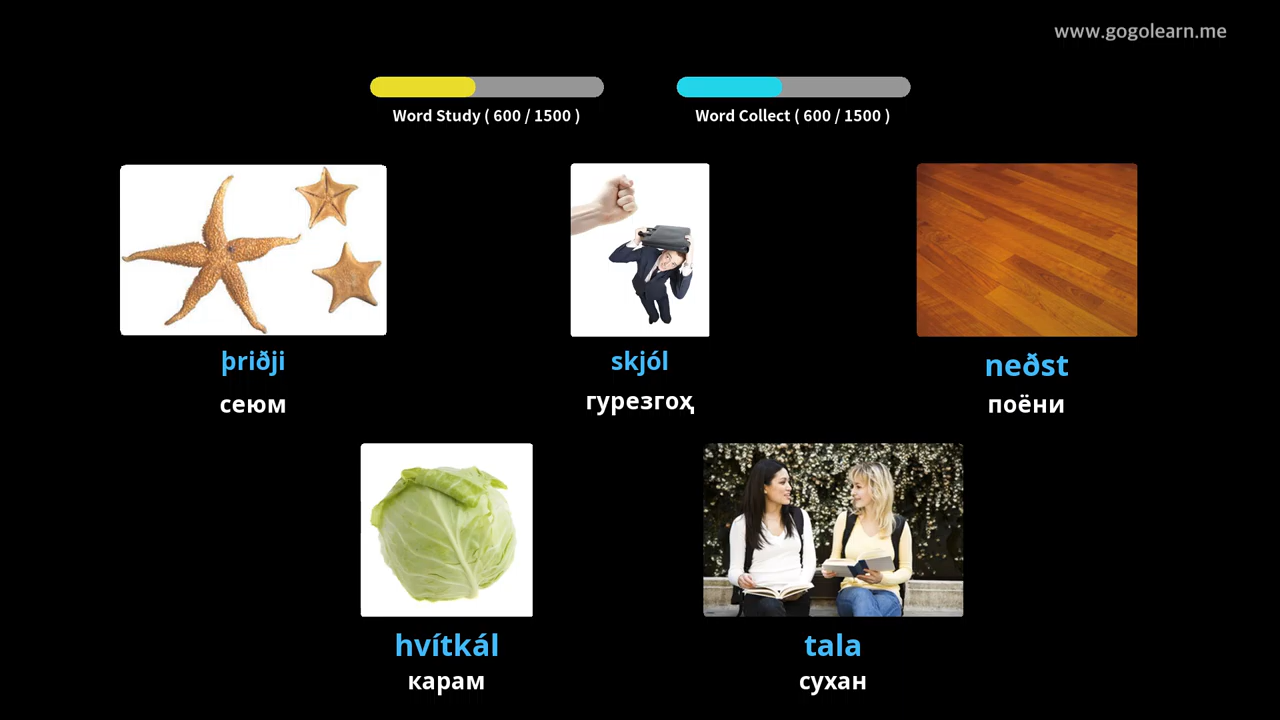 www.gogolearn.me
Word Study ( 600 / 1500 )
Word Collect ( 600 / 1500 )
þriðji
сеюм
skjól
гурезгоҳ
neðst
поёни
hvítkál
карам
tala
сухан